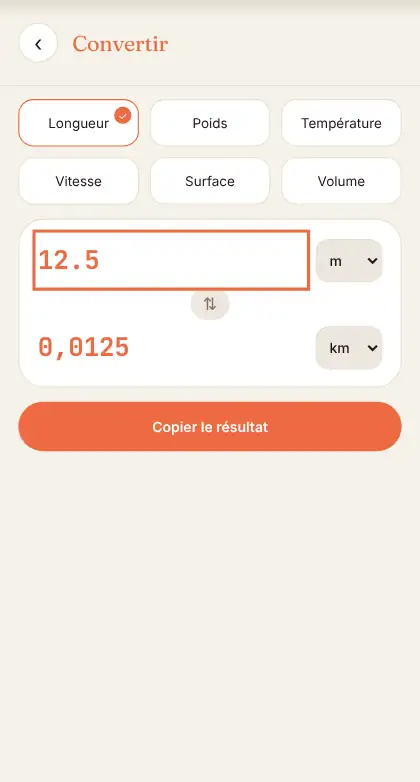 Convertir
Longueur
Poids
Température
Vitesse
Surface
Volume
12.5
m
0,0125
km
Copier le résultat